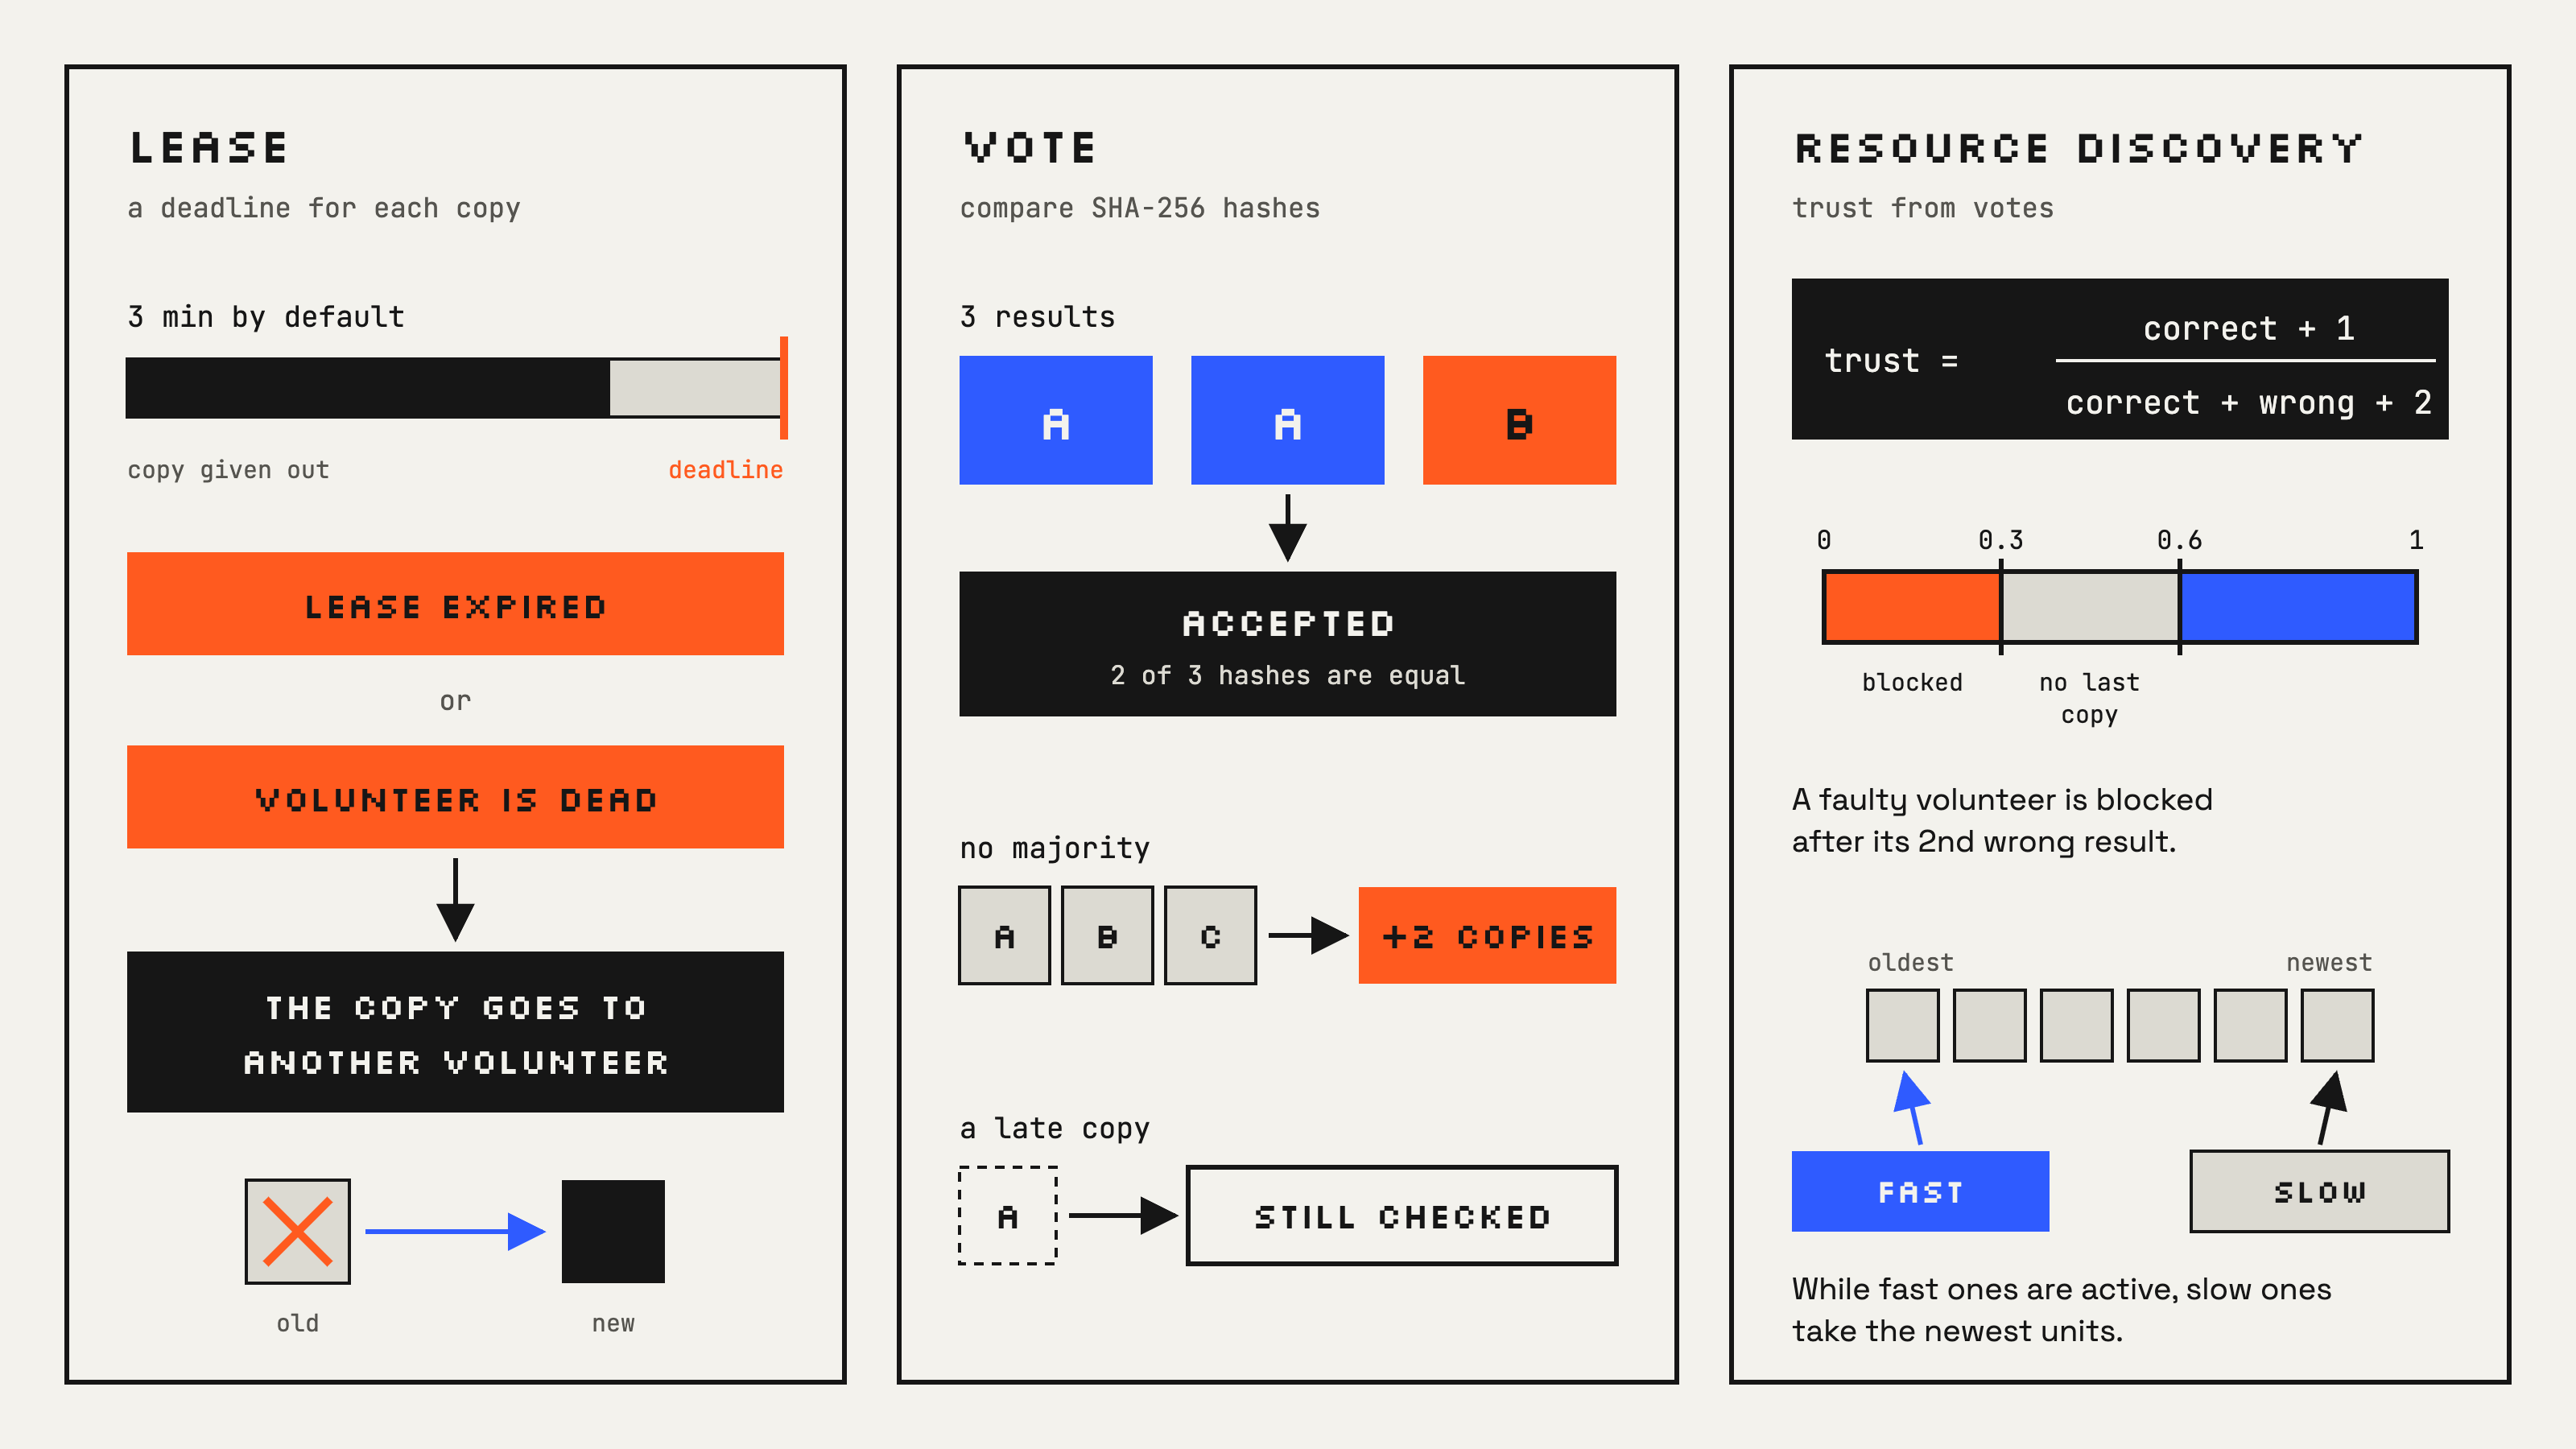 LEASE
a deadline for each copy
3 min by default
copy given out
deadline
LEASE EXPIRED
or
VOLUNTEER IS DEAD
THE COPY GOES TO
ANOTHER VOLUNTEER
old
new
VOTE
compare SHA-256 hashes
3 results
A
A
B
ACCEPTED
2 of 3 hashes are equal
no majority
A
B
C
+2 COPIES
a late copy
A
STILL CHECKED
RESOURCE DISCOVERY
trust from votes
correct + 1
trust =
correct + wrong + 2
0
0.3
0.6
1
blocked
no last
copy
A faulty volunteer is blocked
after its 2nd wrong result.
oldest
newest
FAST
SLOW
While fast ones are active, slow ones
take the newest units.